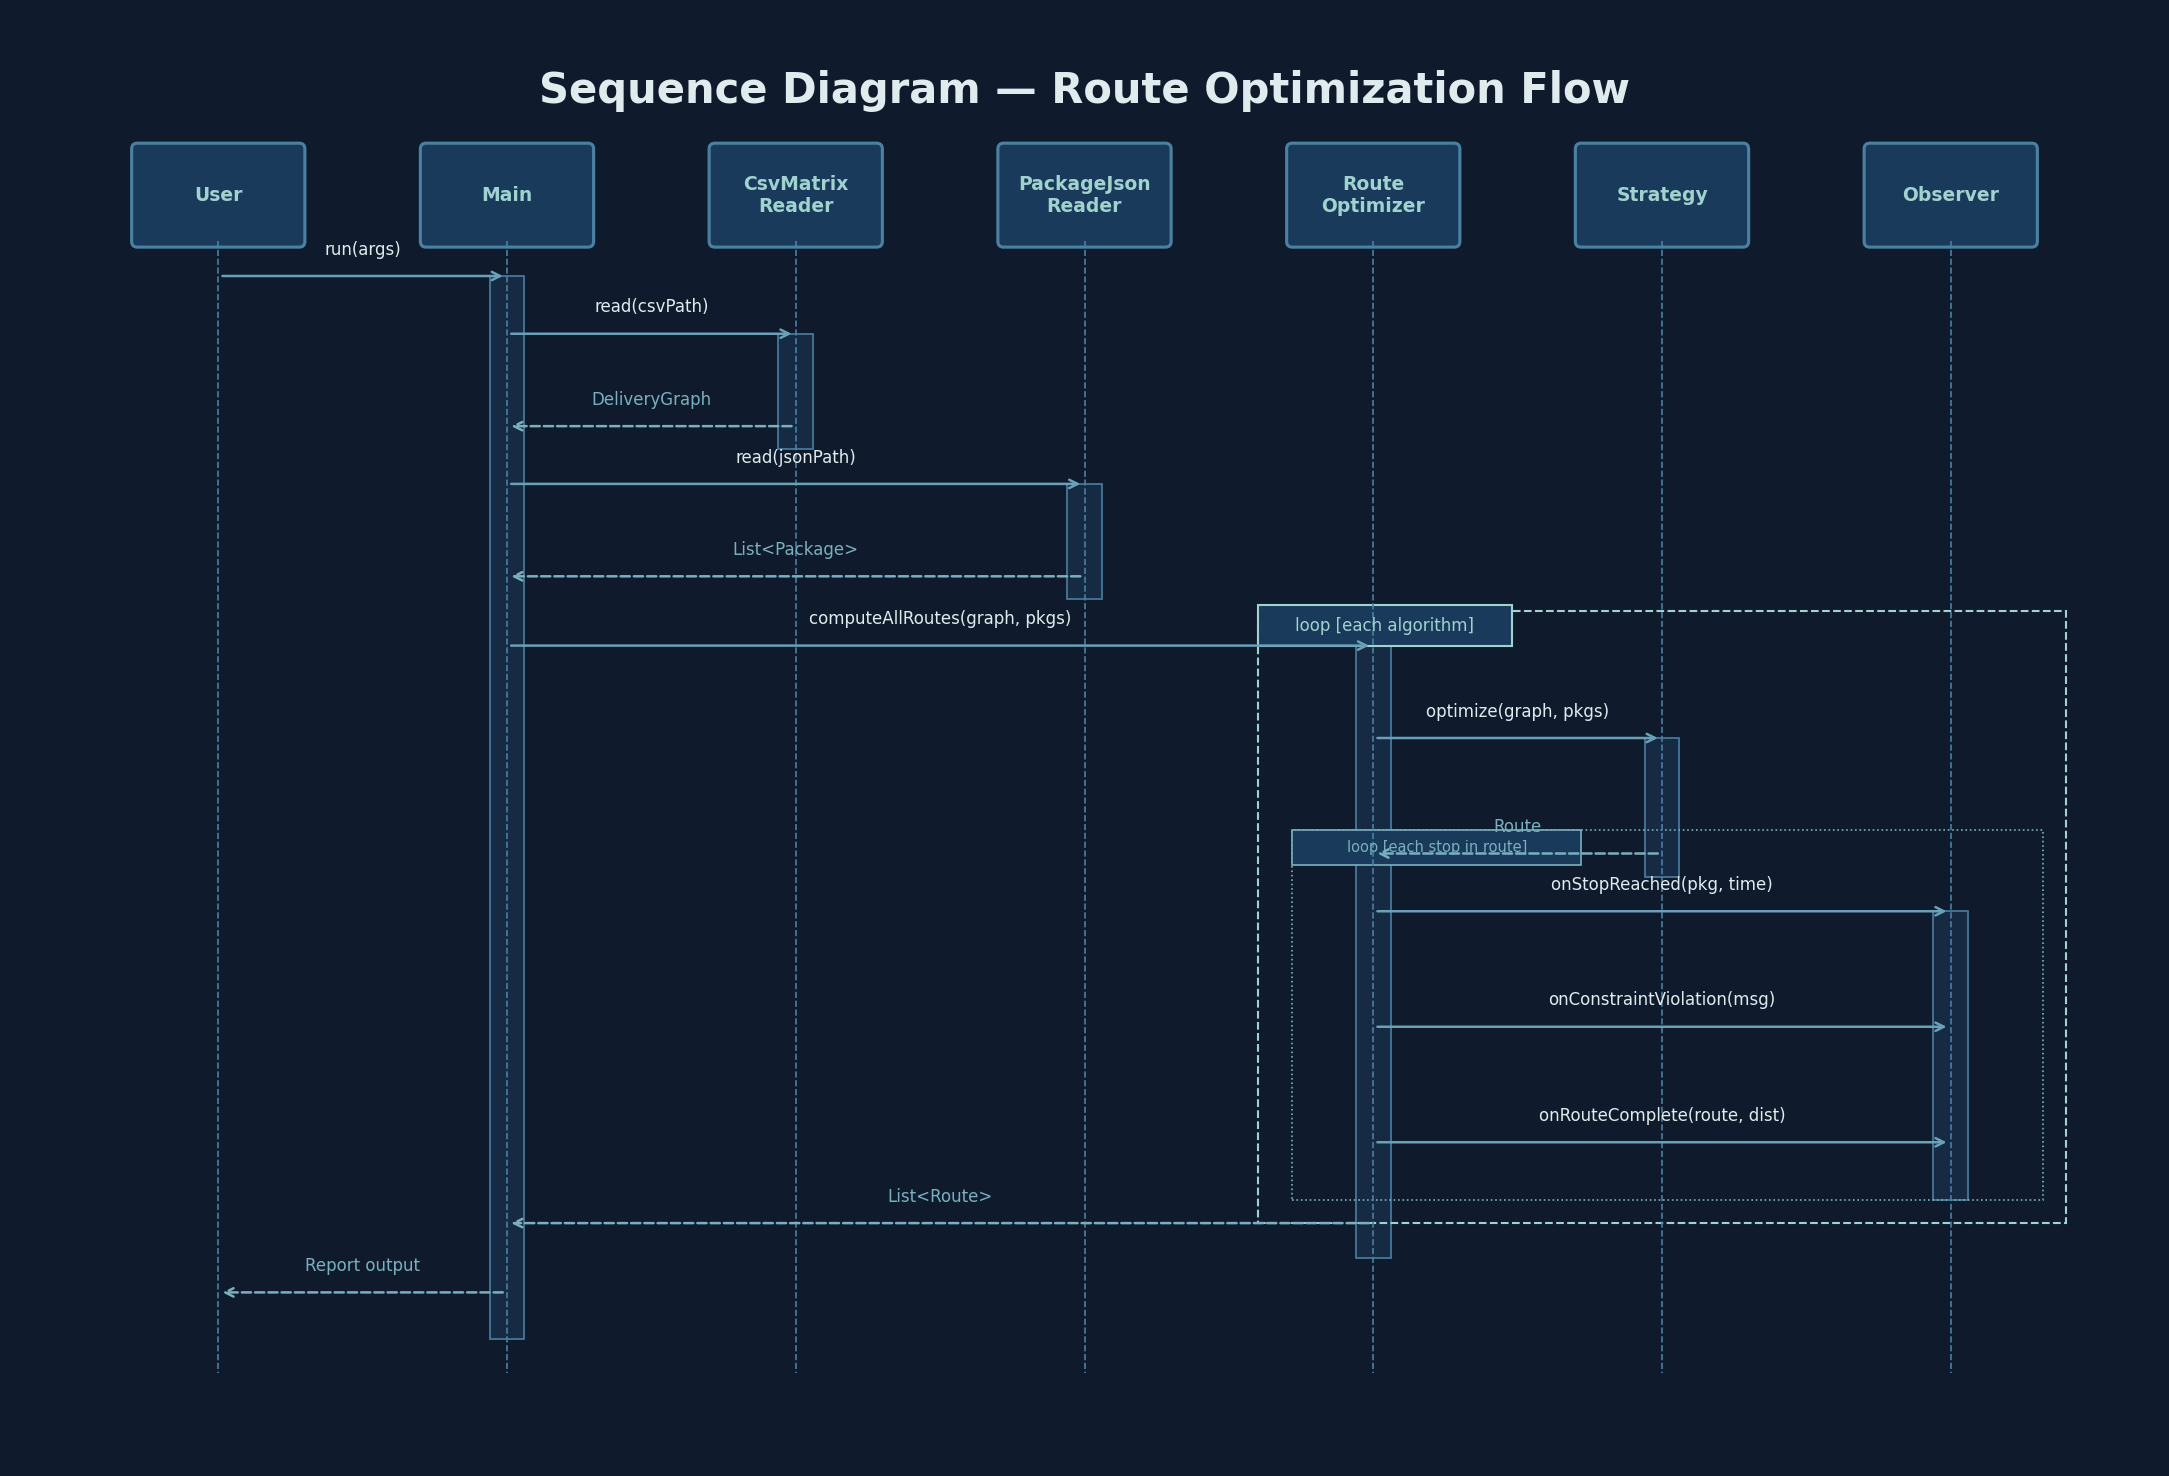 Sequence Diagram — Route Optimization Flow
User
Main
CsvMatrix
Reader
PackageJson
Reader
Route
Optimizer
Strategy
Observer
run(args)
read(csvPath)
DeliveryGraph
read(jsonPath)
List<Package>
computeAllRoutes(graph, pkgs)
loop [each algorithm]
optimize(graph, pkgs)
Route
loop [each stop in route]
onStopReached(pkg, time)
onConstraintViolation(msg)
onRouteComplete(route, dist)
List<Route>
Report output